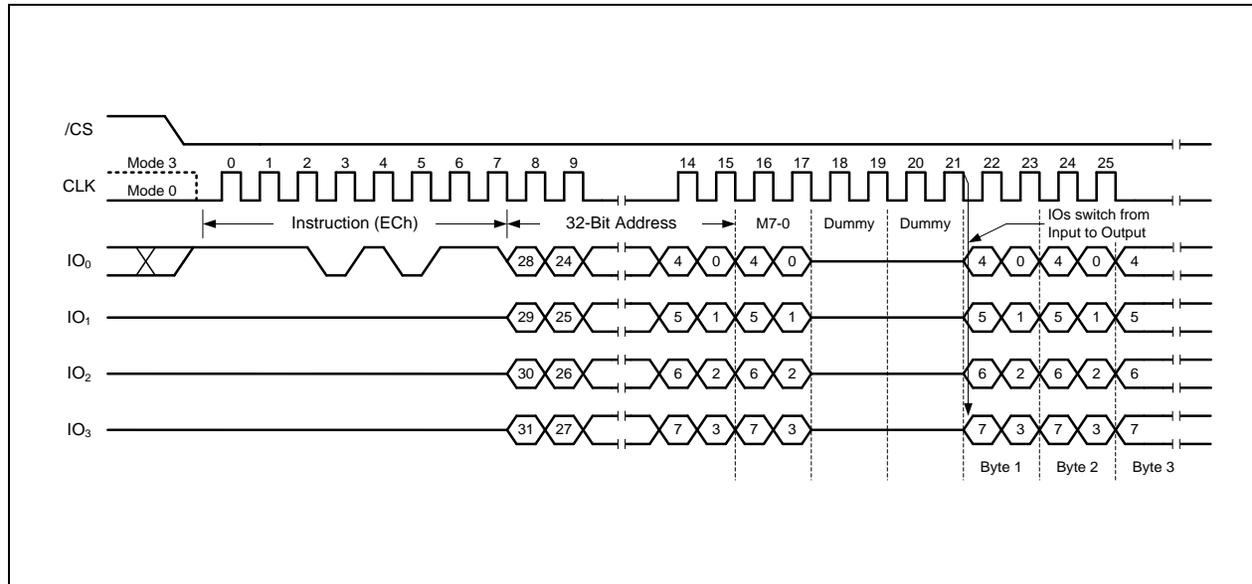 /CS
Mode 3 0 1 2 3 4 5 6 7 8 9 14 15 16 17 18 19 20 21 22 23 24 25
CLK
Mode 0
Instruction (ECh) 32-Bit Address M7-0 Dummy Dummy IOs switch from
Input to Output
IO₀ 28 24 4 0 4 0 4 0 4 0 4
IO₁ 29 25 5 1 5 1 5 1 5 1 5
IO₂ 30 26 6 2 6 2 6 2 6 2 6
IO₃ 31 27 7 3 7 3 7 3 7 3 7
Byte 1 Byte 2 Byte 3